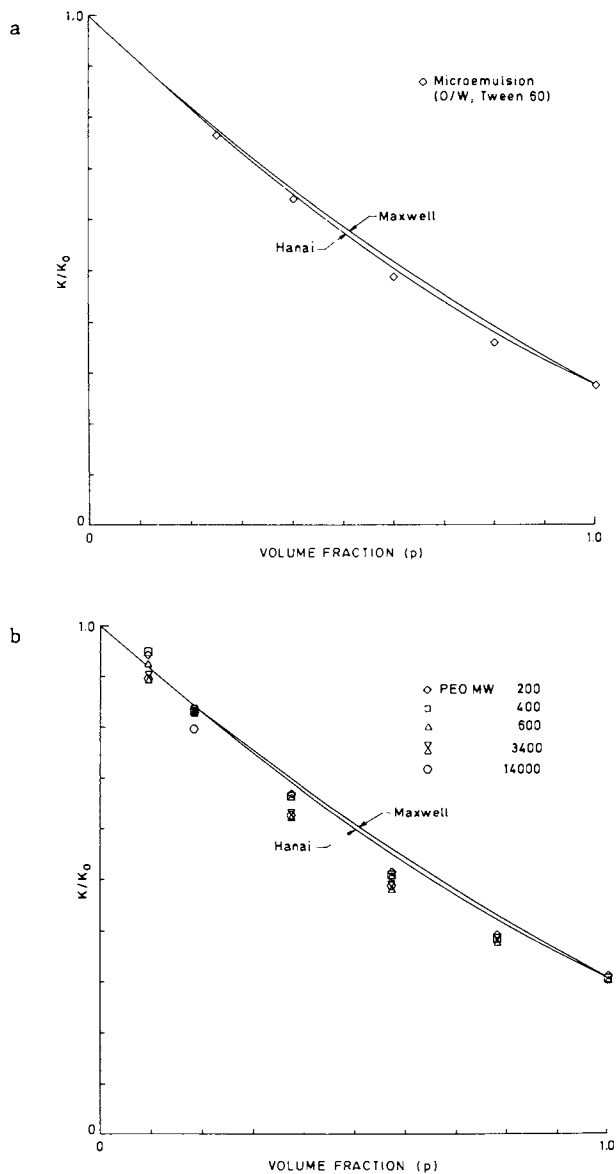 a
1.0
◇ Microemulsion
(O/W, Tween 60)
Maxwell
Hanai
K/K₀
0
0
1.0
VOLUME FRACTION (p)
b
1.0
◇ PEO MW 200
□ 400
△ 600
⧖ 3400
○ 14000
Maxwell
Hanai
K/K₀
0
0
1.0
VOLUME FRACTION (p)